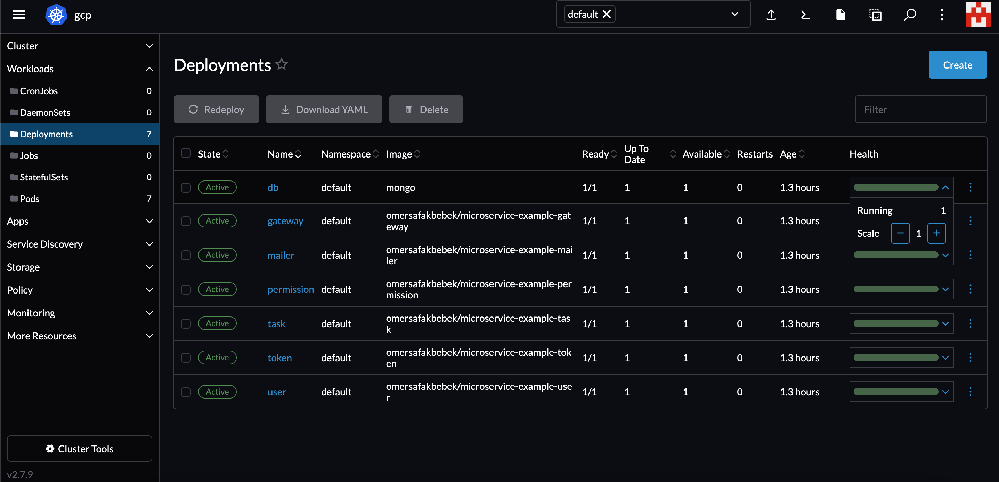 gcp
default
Cluster
Workloads
CronJobs 0
DaemonSets 0
Deployments 7
Jobs 0
StatefulSets 0
Pods 7
Apps
Service Discovery
Storage
Policy
Monitoring
More Resources
Cluster Tools
v2.7.9
Deployments
Create
Redeploy
Download YAML
Delete
Filter
State Name Namespace Image Ready Up To Date Available Restarts Age Health
Active db default mongo 1/1 1 1 0 1.3 hours
Running 1
Scale 1
Active gateway default omersafakbebek/microservice-example-gat
eway 1/1 1 1 0 1.3 hours
Active mailer default omersafakbebek/microservice-example-mai
ler 1/1 1 1 0 1.3 hours
Active permission default omersafakbebek/microservice-example-per
mission 1/1 1 1 0 1.3 hours
Active task default omersafakbebek/microservice-example-tas
k 1/1 1 1 0 1.3 hours
Active token default omersafakbebek/microservice-example-tok
en 1/1 1 1 0 1.3 hours
Active user default omersafakbebek/microservice-example-use
r 1/1 1 1 0 1.3 hours